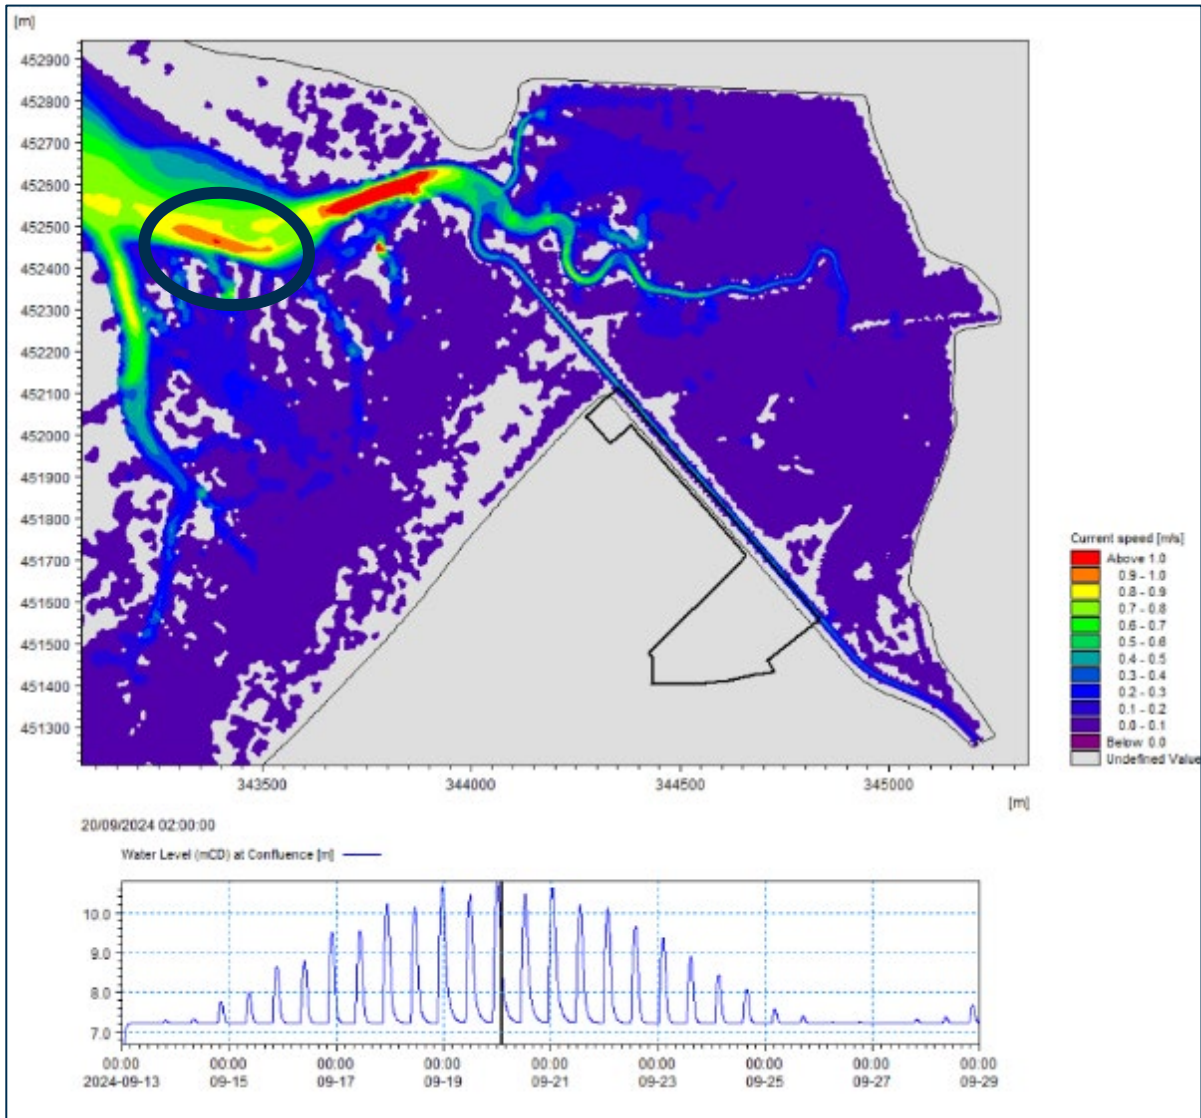 [m]
452900
452800
452700
452600
452500
452400
452300
452200
452100
452000
451900
451800
451700
451600
451500
451400
451300
343500 344000 344500 345000
[m]
Current speed [m/s]
Above 1.0
0.9 - 1.0
0.8 - 0.9
0.7 - 0.8
0.6 - 0.7
0.5 - 0.6
0.4 - 0.5
0.3 - 0.4
0.2 - 0.3
0.1 - 0.2
0.0 - 0.1
Below 0.0
Undefined Value
20/09/2024 02:00:00
Water Level (mCD) at Confluence [m]
10.0
9.0
8.0
7.0
00:00 00:00 00:00 00:00 00:00 00:00 00:00 00:00 00:00
2024-09-13 09-15 09-17 09-19 09-21 09-23 09-25 09-27 09-29